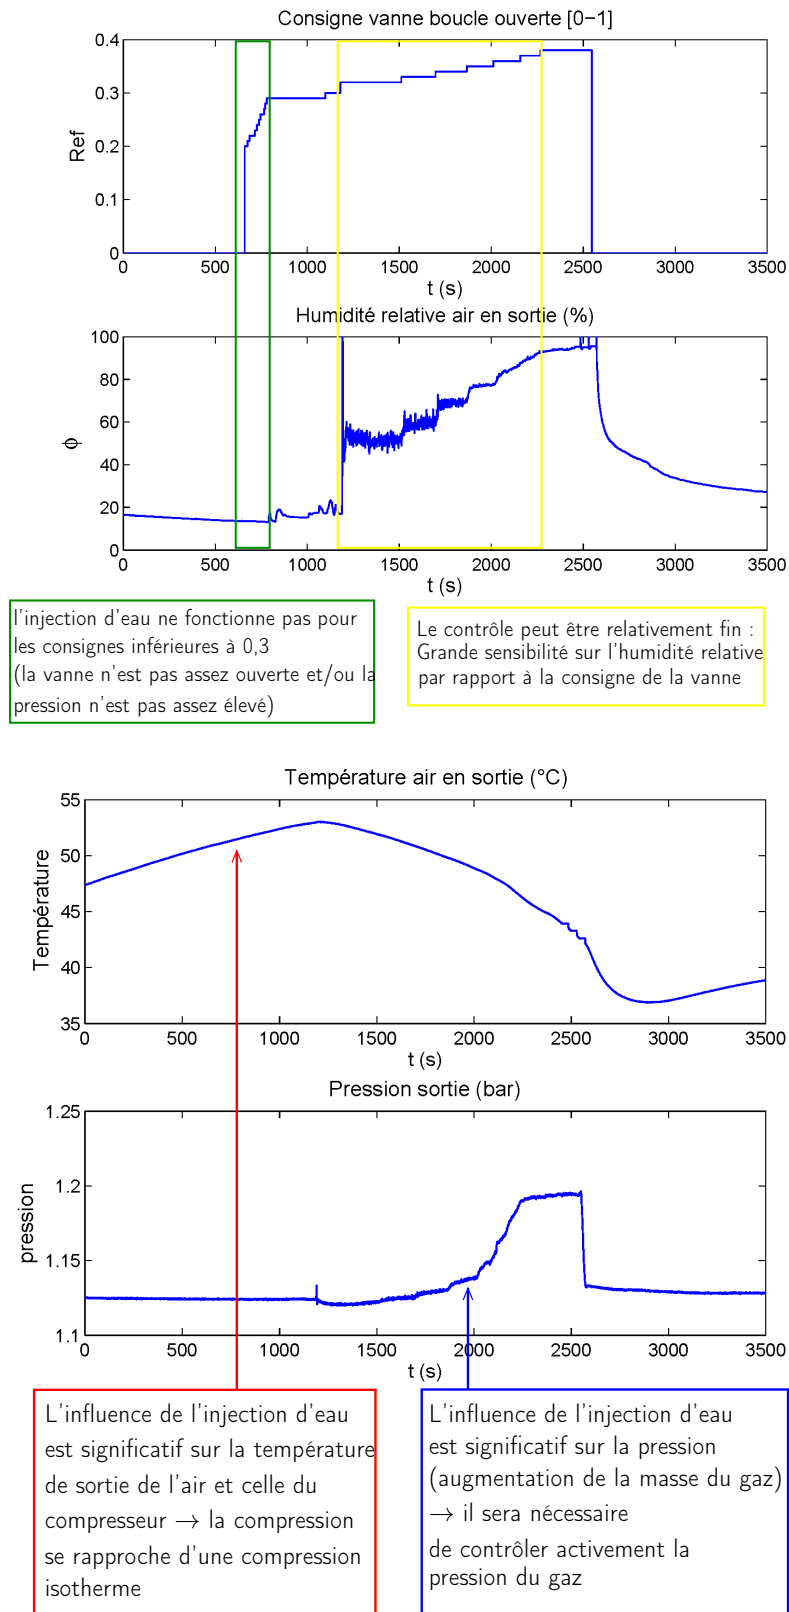 Consigne vanne boucle ouverte [0−1]
0.4
0.3
0.2
0.1
0
Ref
0 500 1000 1500 2000 2500 3000 3500
t (s)
Humidité relative air en sortie (%)
100
80
60
40
20
0
ϕ
0 500 1000 1500 2000 2500 3000 3500
t (s)
l'injection d'eau ne fonctionne pas pour
les consignes inférieures à 0,3
(la vanne n'est pas assez ouverte et/ou la
pression n'est pas assez élevé)
Le contrôle peut être relativement fin :
Grande sensibilité sur l'humidité relative
par rapport à la consigne de la vanne
Température air en sortie (°C)
55
50
45
40
35
Température
0 500 1000 1500 2000 2500 3000 3500
t (s)
Pression sortie (bar)
1.25
1.2
1.15
1.1
pression
0 500 1000 1500 2000 2500 3000 3500
t (s)
L'influence de l'injection d'eau
est significatif sur la température
de sortie de l'air et celle du
compresseur → la compression
se rapproche d'une compression
isotherme
L'influence de l'injection d'eau
est significatif sur la pression
(augmentation de la masse du gaz)
→ il sera nécessaire
de contrôler activement la
pression du gaz